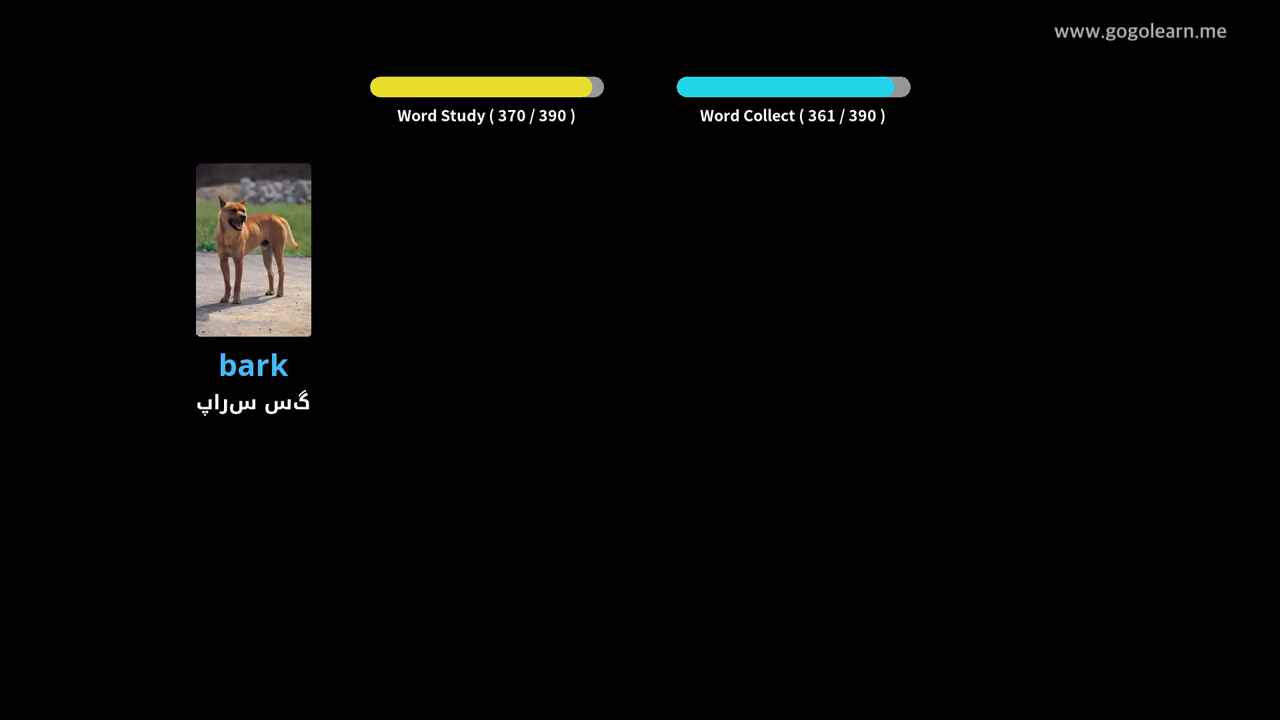 www.gogolearn.me
Word Study ( 370 / 390 )
Word Collect ( 361 / 390 )
bark
گس سراپ